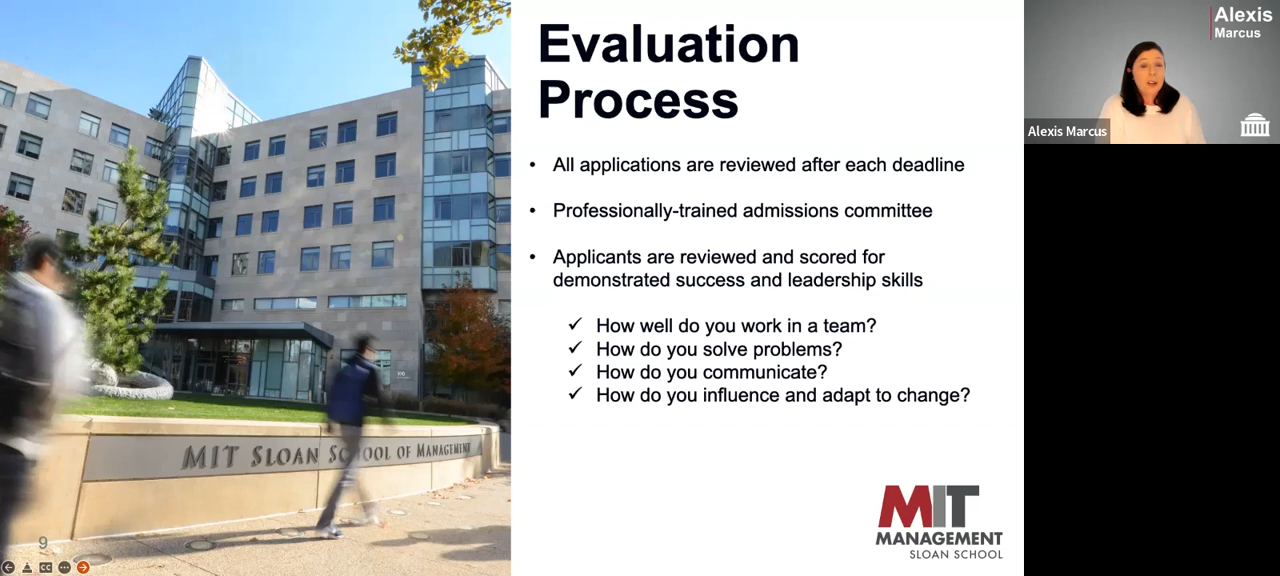 Evaluation
Process
• All applications are reviewed after each deadline
• Professionally-trained admissions committee
• Applicants are reviewed and scored for
demonstrated success and leadership skills
✓ How well do you work in a team?
✓ How do you solve problems?
✓ How do you communicate?
✓ How do you influence and adapt to change?
MIT SLOAN SCHOOL OF MANAGEMENT
100
9
CC
MIT
MANAGEMENT
SLOAN SCHOOL
Alexis
Marcus
Alexis Marcus